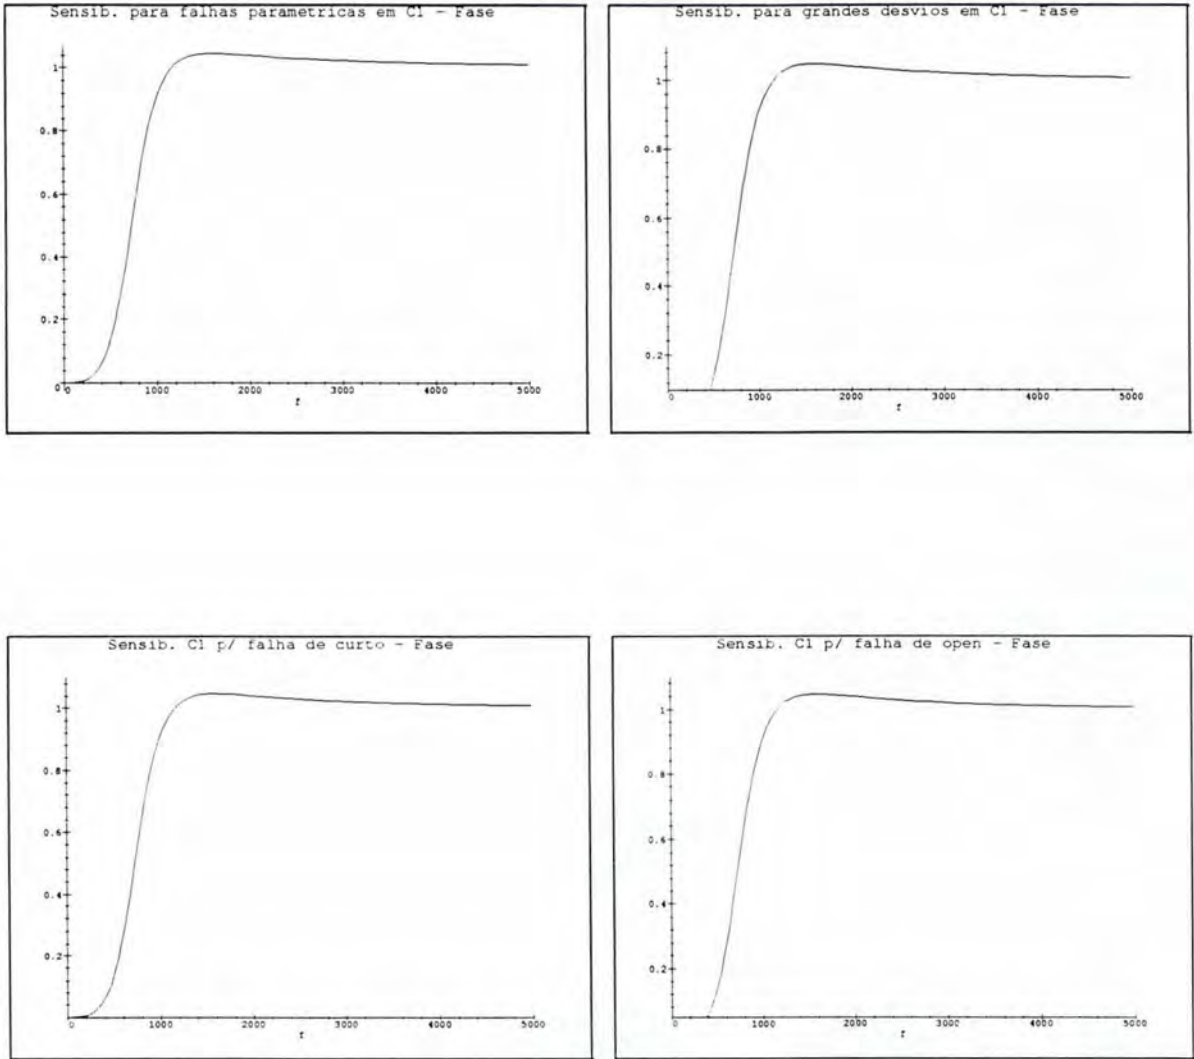 Sensib. para falhas parametricas em C1 - Fase
1
0.8
0.6
0.4
0.2
0
0 1000 2000 3000 4000 5000
f
Sensib. para grandes desvios em C1 - Fase
1
0.8
0.6
0.4
0.2
0 1000 2000 3000 4000 5000
f
Sensib. C1 p/ falha de curto - Fase
1
0.8
0.6
0.4
0.2
0 1000 2000 3000 4000 5000
f
Sensib. C1 p/ falha de open - Fase
1
0.8
0.6
0.4
0.2
0 1000 2000 3000 4000 5000
f